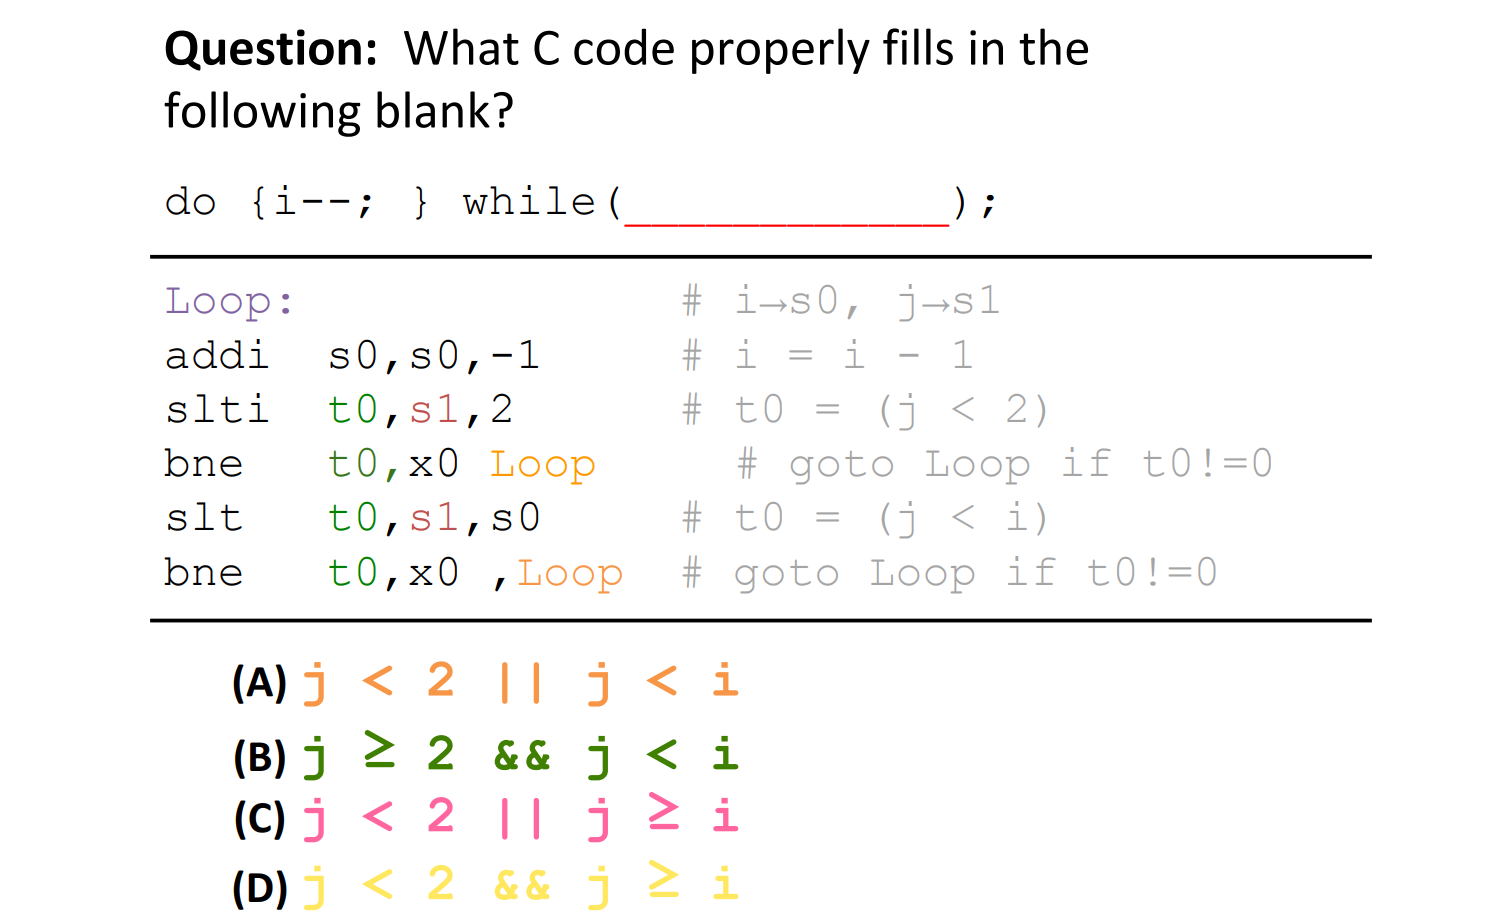 Question: What C code properly fills in the
following blank?
do {i--; } while(____________);
Loop: # i→s0, j→s1
addi s0,s0,-1 # i = i - 1
slti t0,s1,2 # t0 = (j < 2)
bne t0,x0 Loop # goto Loop if t0!=0
slt t0,s1,s0 # t0 = (j < i)
bne t0,x0 ,Loop # goto Loop if t0!=0
(A) j < 2 || j < i
(B) j ≥ 2 && j < i
(C) j < 2 || j ≥ i
(D) j < 2 && j ≥ i